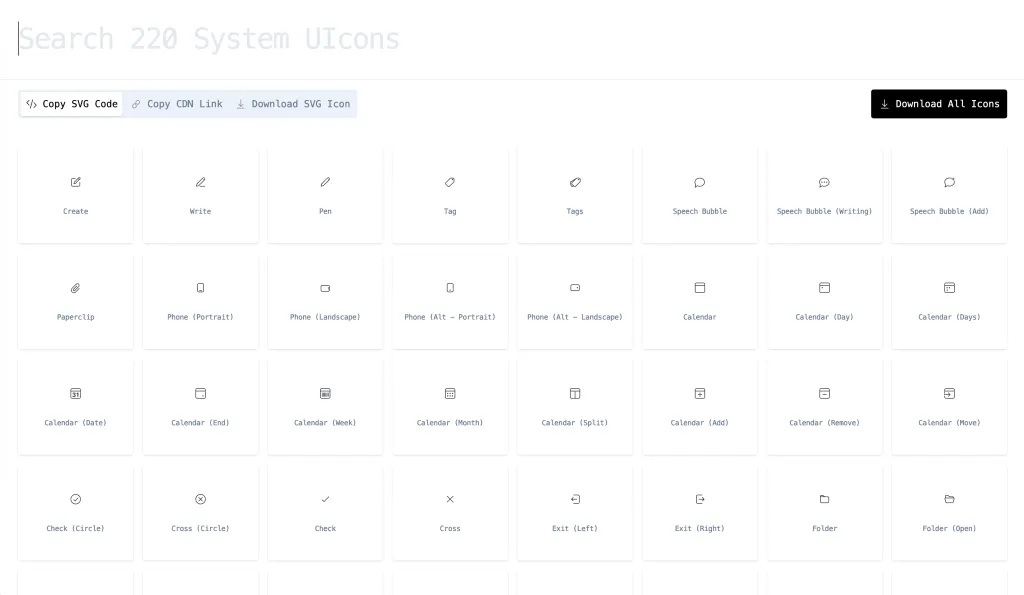 Search 220 System UIcons
Copy SVG Code
Copy CDN Link
Download SVG Icon
Download All Icons
Create
Write
Pen
Tag
Tags
Speech Bubble
Speech Bubble (Writing)
Speech Bubble (Add)
Paperclip
Phone (Portrait)
Phone (Landscape)
Phone (Alt – Portrait)
Phone (Alt – Landscape)
Calendar
Calendar (Day)
Calendar (Days)
31
Calendar (Date)
Calendar (End)
Calendar (Week)
Calendar (Month)
Calendar (Split)
Calendar (Add)
Calendar (Remove)
Calendar (Move)
Check (Circle)
Cross (Circle)
Check
Cross
Exit (Left)
Exit (Right)
Folder
Folder (Open)